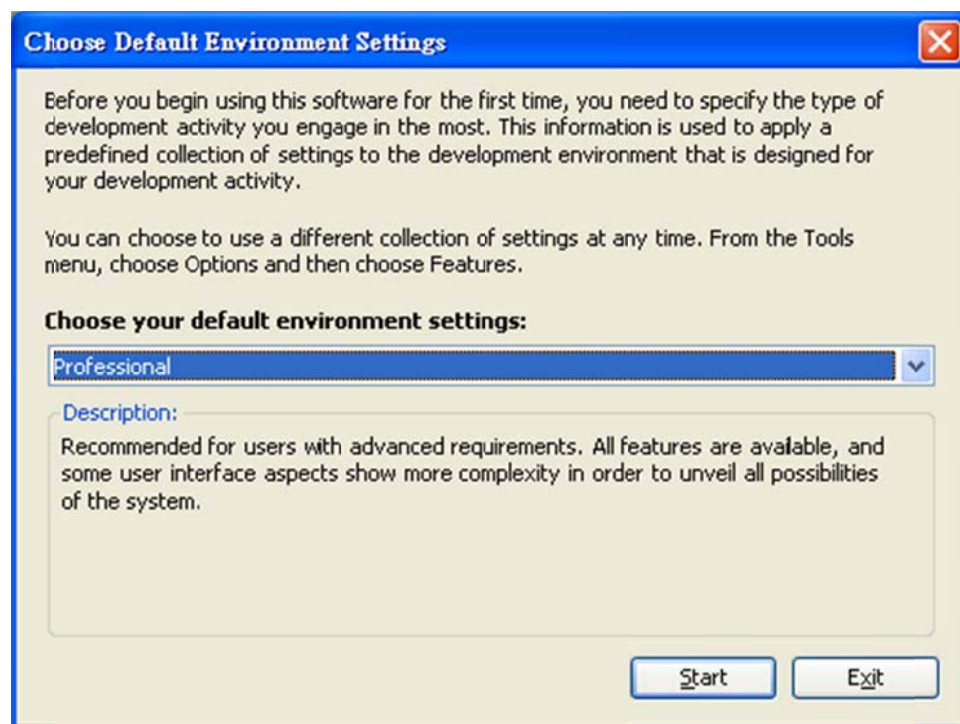 Choose Default Environment Settings
Before you begin using this software for the first time, you need to specify the type of
development activity you engage in the most. This information is used to apply a
predefined collection of settings to the development environment that is designed for
your development activity.
You can choose to use a different collection of settings at any time. From the Tools
menu, choose Options and then choose Features.
Choose your default environment settings:
Professional
Description:
Recommended for users with advanced requirements. All features are available, and
some user interface aspects show more complexity in order to unveil all possibilities
of the system.
Start
Exit